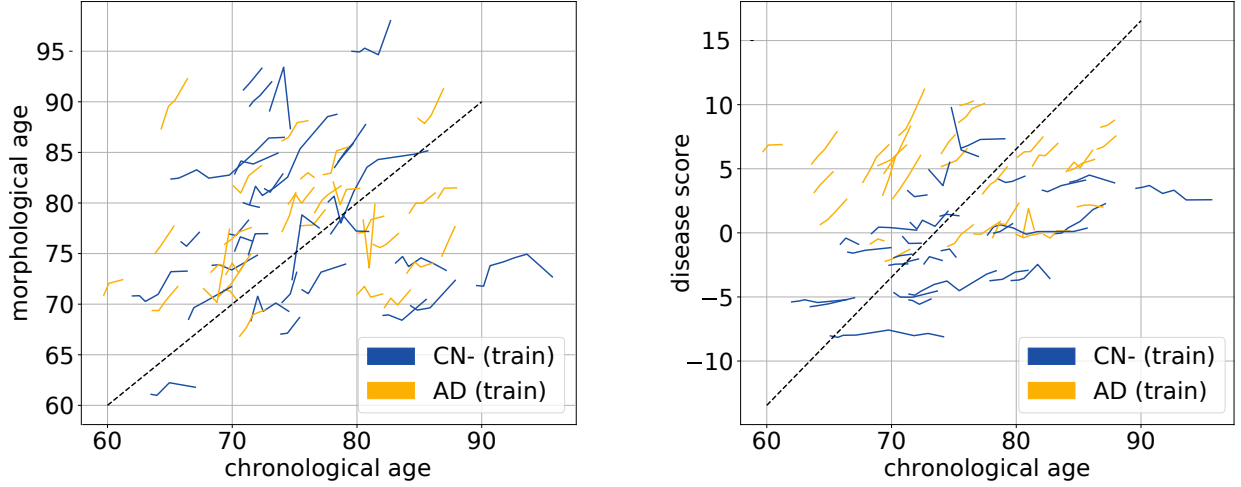 95
90
85
80
75
70
65
60
morphological age
60 70 80 90
chronological age
CN- (train)
AD (train)
15
10
5
0
−5
−10
disease score
60 70 80 90
chronological age
CN- (train)
AD (train)